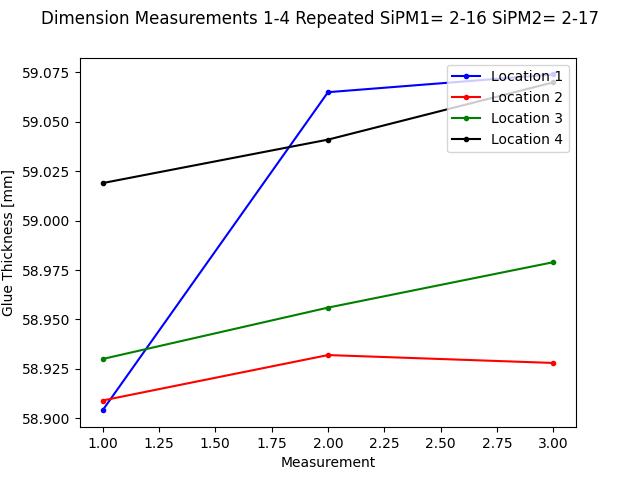 Dimension Measurements 1-4 Repeated SiPM1= 2-16 SiPM2= 2-17
Location 1
Location 2
Location 3
Location 4
Glue Thickness [mm]
59.075
59.050
59.025
59.000
58.975
58.950
58.925
58.900
1.00 1.25 1.50 1.75 2.00 2.25 2.50 2.75 3.00
Measurement